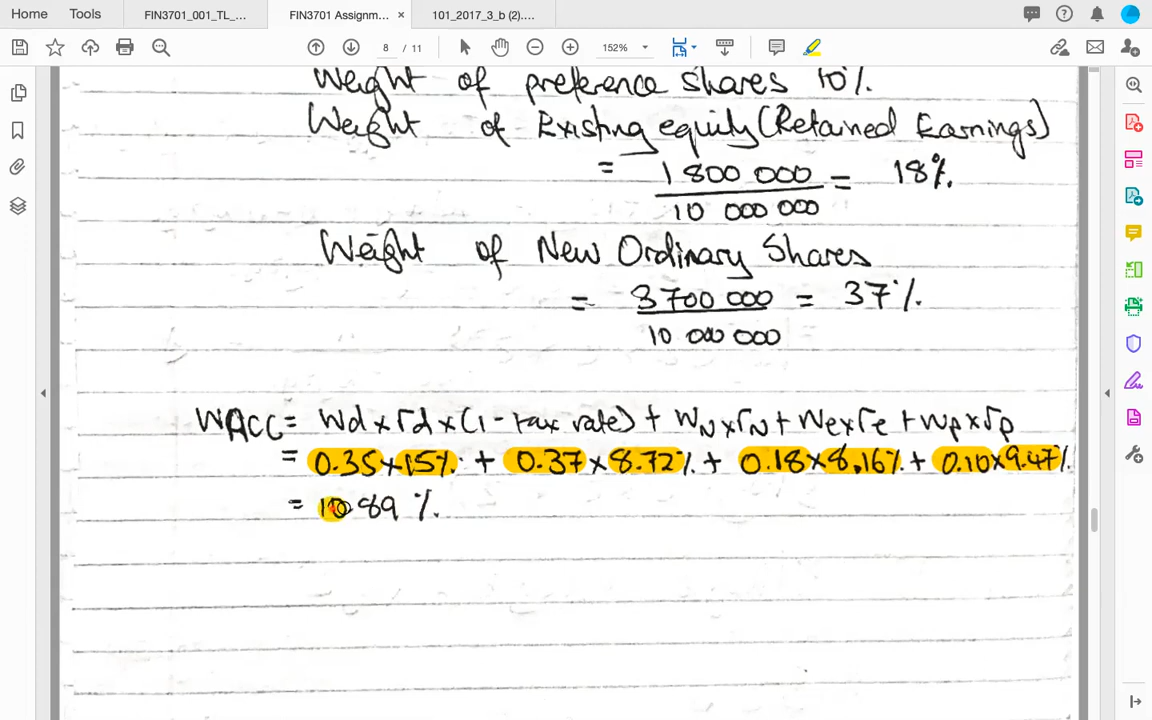 Home Tools FIN3701_001_TL_... FIN3701 Assignm... × 101_2017_3_b (2)....
8 / 11 152%
Weight of preference shares 10%.
Weight of Existing equity (Retained Earnings)
= 1 800 000 = 18%.
10 000 000
Weight of New Ordinary Shares
= 3 700 000 = 37%.
10 000 000
WACC = Wd x rd x (1 - tax rate) + WN x rN + We x re + Wp x rp
= 0.35 x 15% + 0.37 x 8.72% + 0.18 x 8,16% + 0.10 x 9.47%
= 10 89 %.